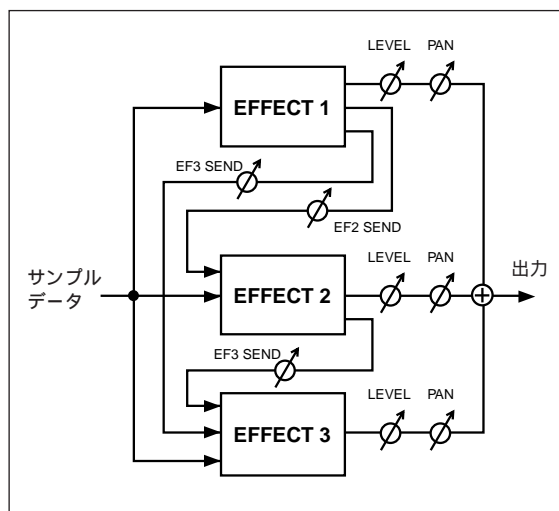 LEVEL PAN
EFFECT 1
EF3 SEND
EF2 SEND
サンプル
データ
LEVEL PAN
出力
EFFECT 2
EF3 SEND
LEVEL PAN
EFFECT 3